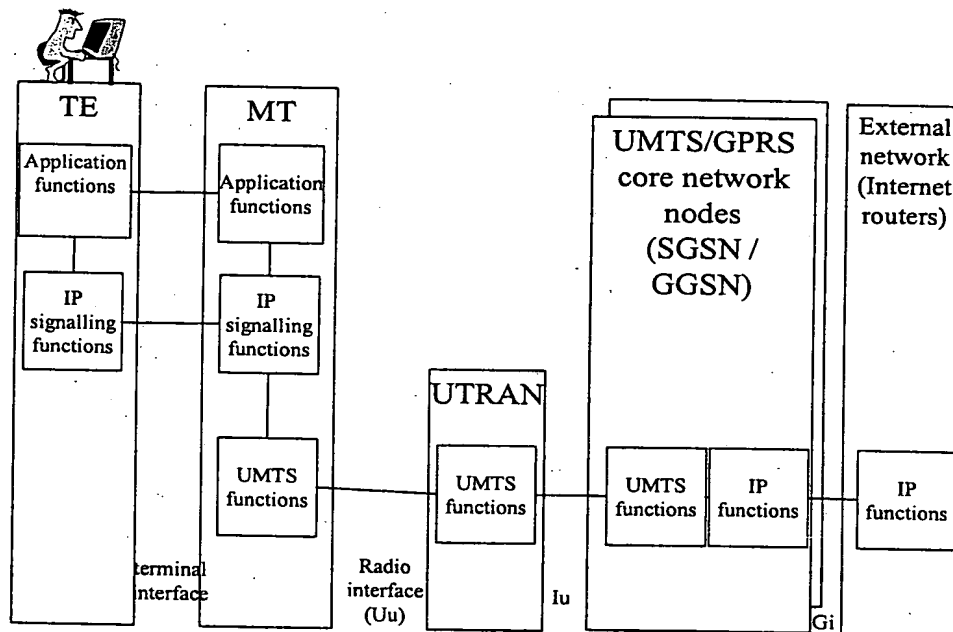 TE
Application
functions
IP
signalling
functions
terminal
interface
MT
Application
functions
IP
signalling
functions
UMTS
functions
Radio
interface
(Uu)
UTRAN
UMTS
functions
Iu
UMTS/GPRS
core network
nodes
(SGSN /
GGSN)
UMTS
functions
IP
functions
Gi
External
network
(Internet
routers)
IP
functions